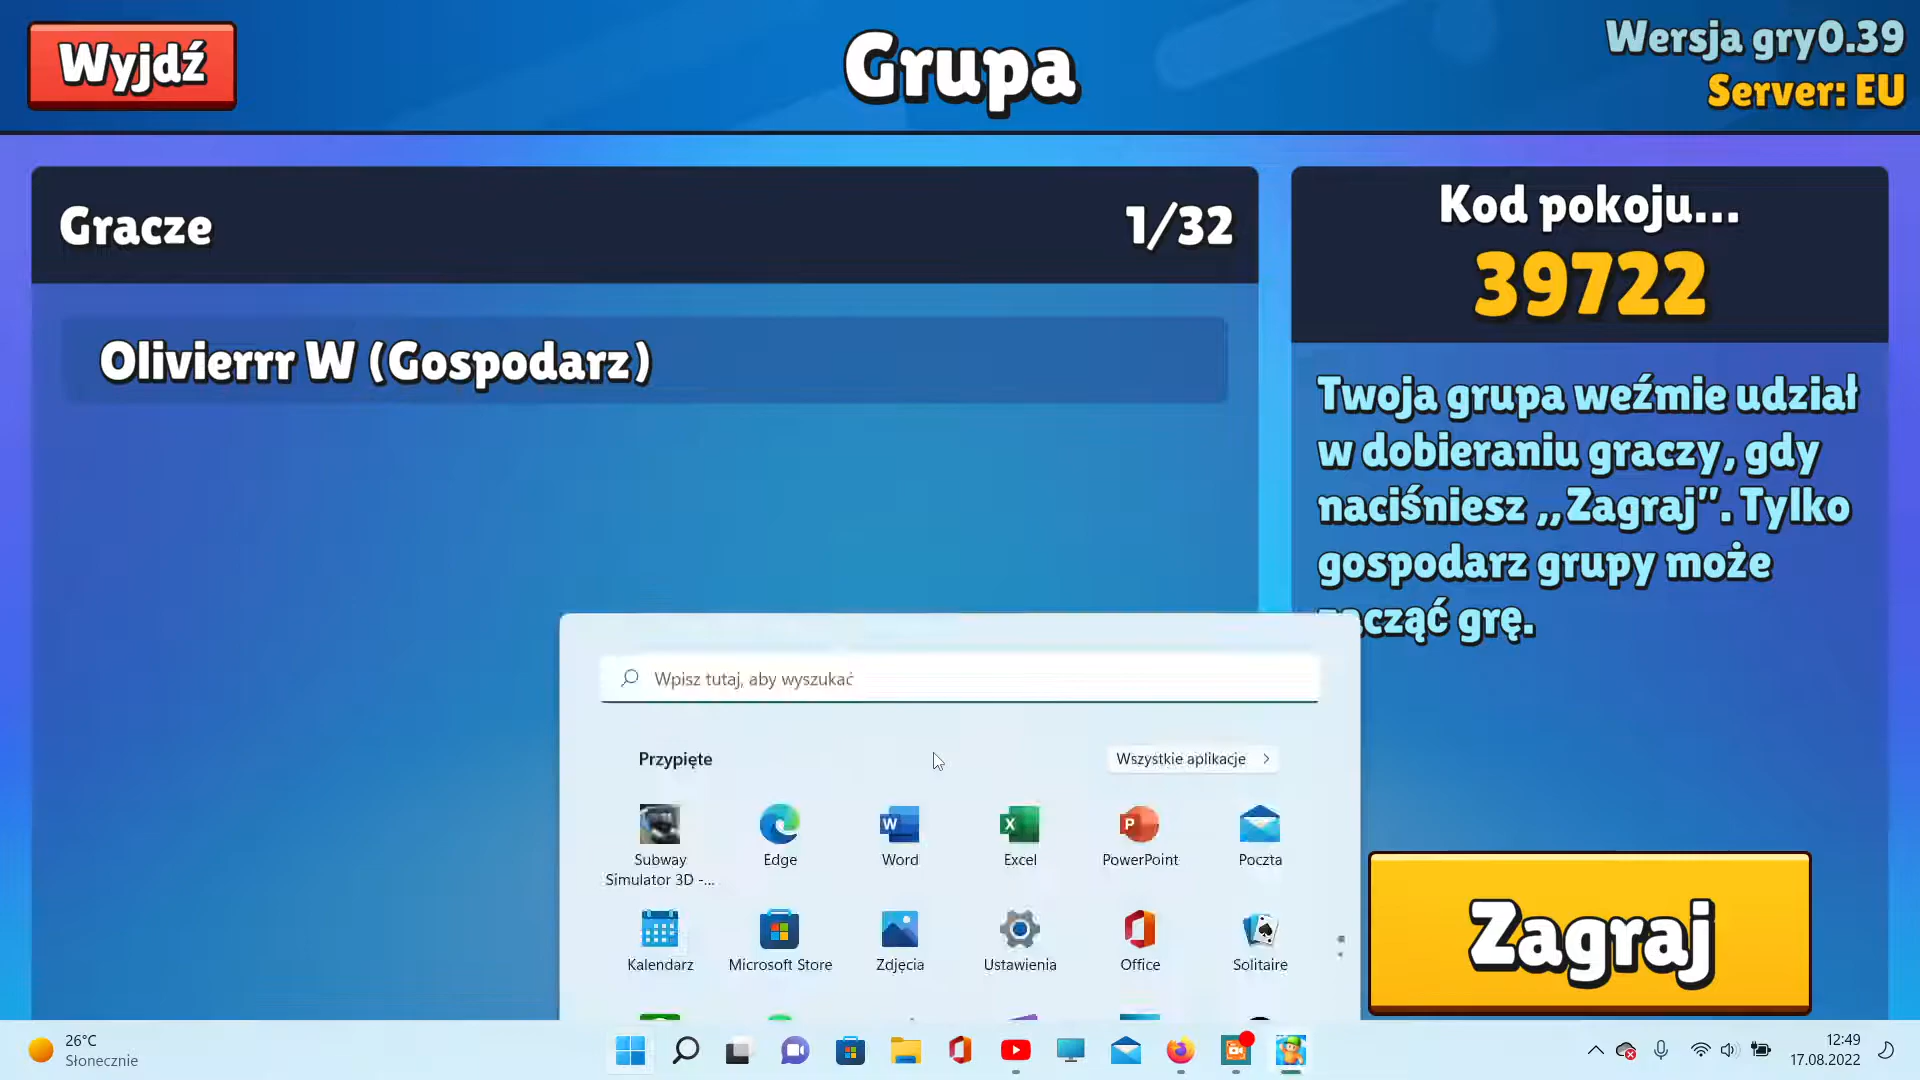 Wyjdź
Grupa
Wersja gry0.39
Server: EU
Gracze
1/32
Kod pokoju...
39722
Olivierrr W (Gospodarz)
Twoja grupa weźmie udział
w dobieraniu graczy, gdy
naciśniesz ,,Zagraj". Tylko
gospodarz grupy może
zacząć grę.
Wpisz tutaj, aby wyszukać
Przypięte
Wszystkie aplikacje
Subway
Simulator 3D -...
Edge
Word
Excel
PowerPoint
Poczta
Kalendarz
Microsoft Store
Zdjęcia
Ustawienia
Office
Solitaire
Zagraj
26°C
Słonecznie
12:49
17.08.2022